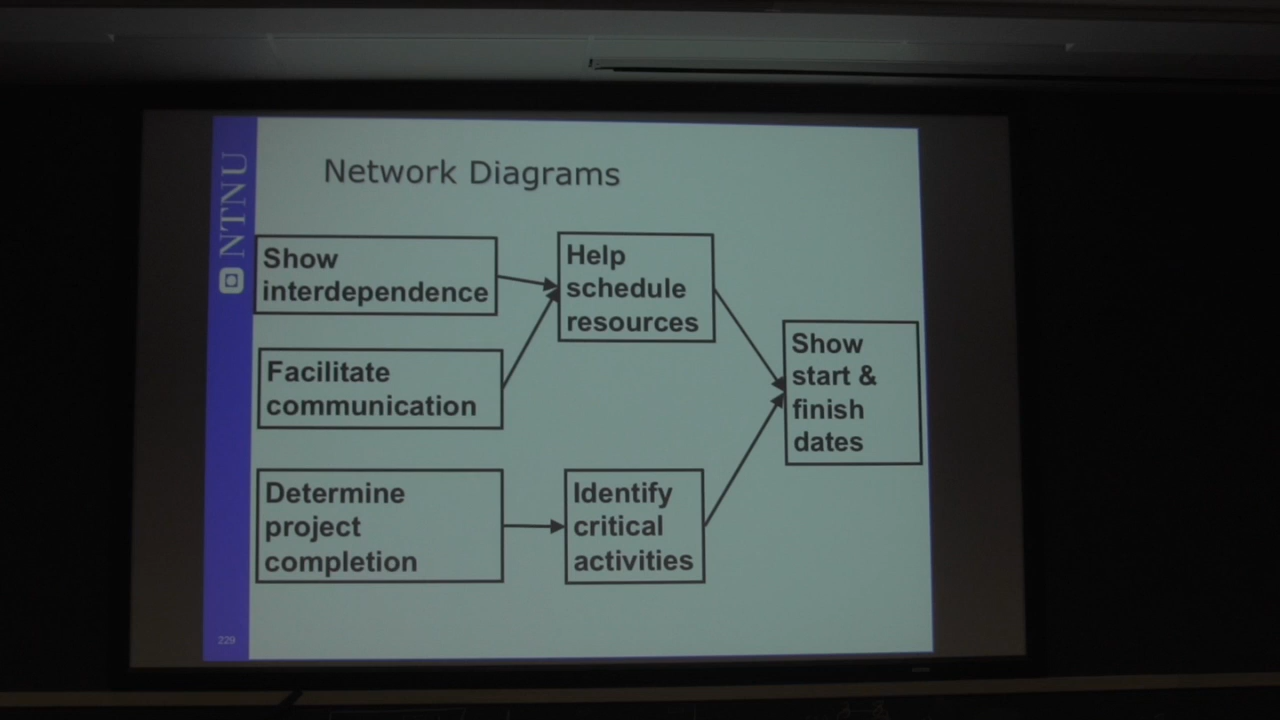 Network Diagrams
NTNU
Show
interdependence
Help
schedule
resources
Facilitate
communication
Show
start &
finish
dates
Determine
project
completion
Identify
critical
activities
229